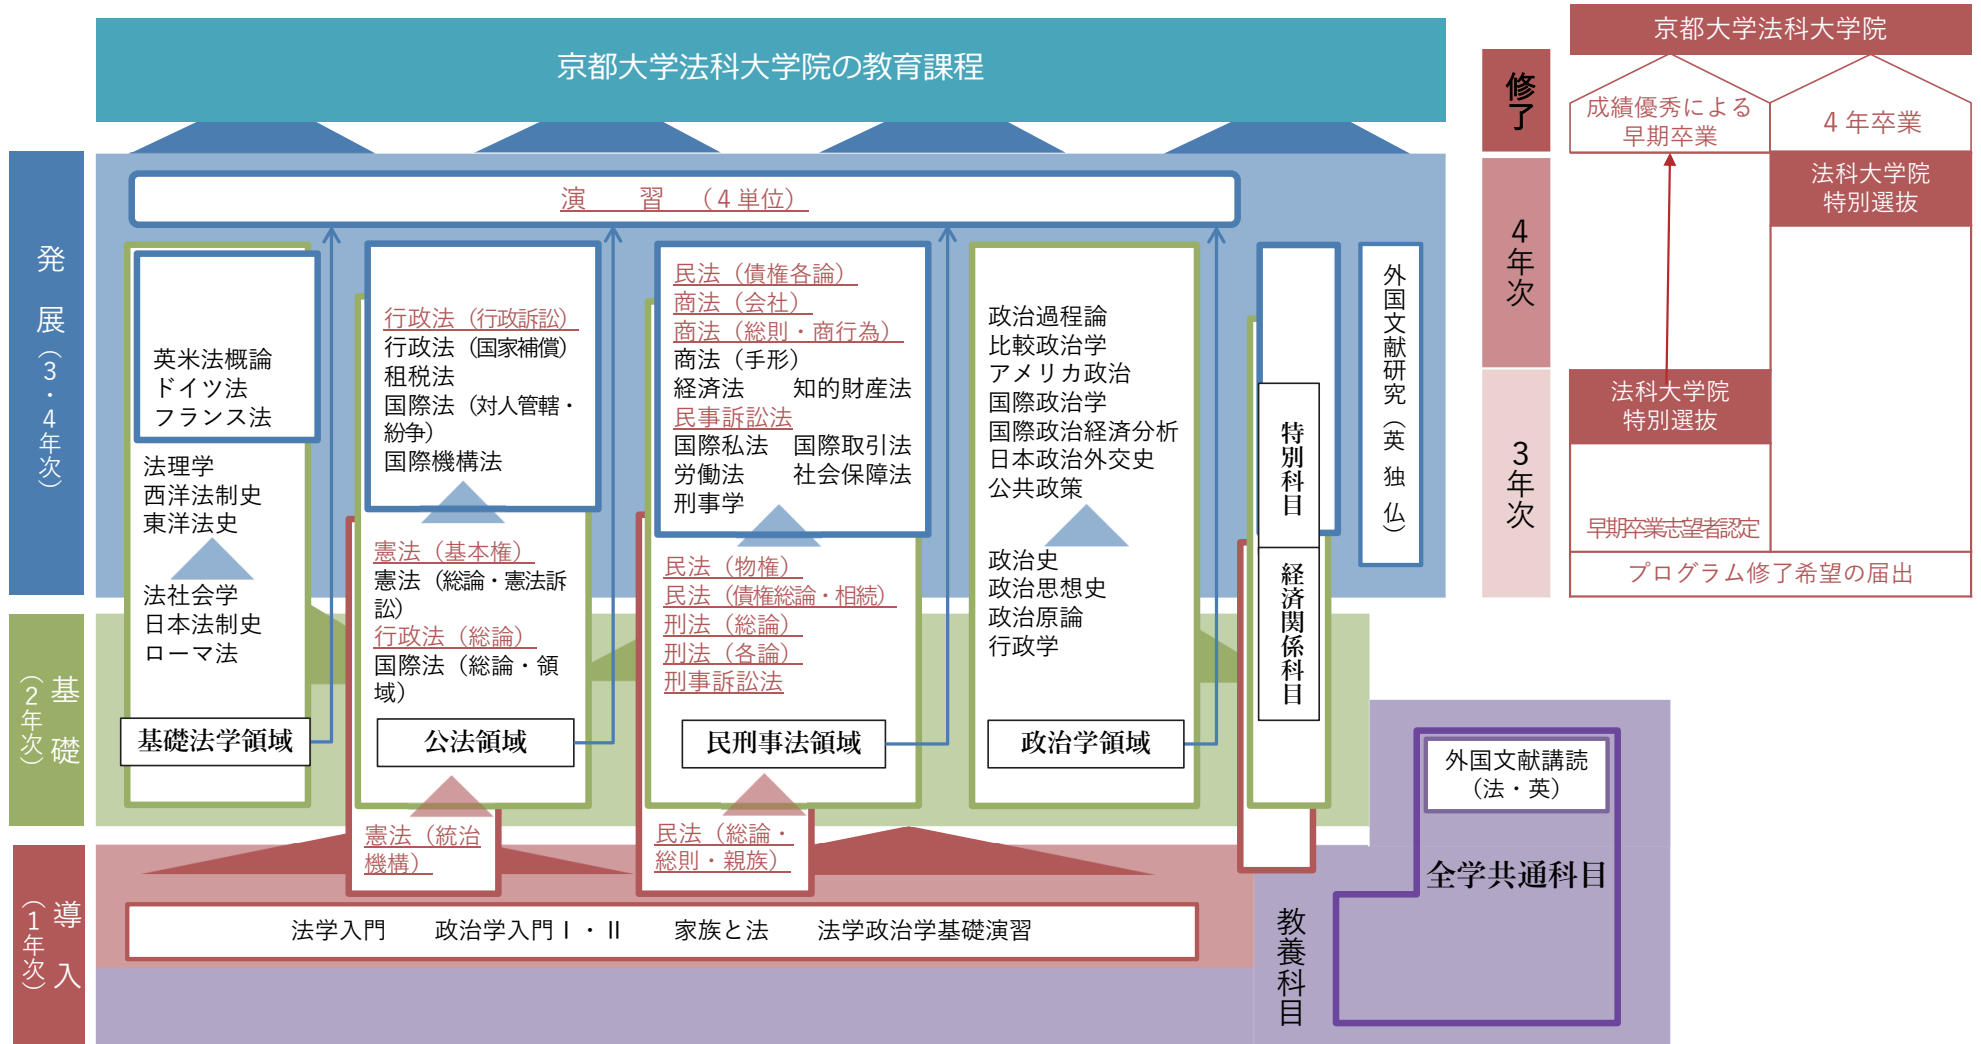 京都大学法科大学院の教育課程
発展（3・4年次）
演　習　（4単位）
英米法概論
ドイツ法
フランス法
法理学
西洋法制史
東洋法史
法社会学
日本法制史
ローマ法
基礎法学領域
行政法（行政訴訟）
行政法（国家補償）
租税法
国際法（対人管轄・
紛争）
国際機構法
憲法（基本権）
憲法（総論・憲法訴
訟）
行政法（総論）
国際法（総論・領
域）
公法領域
憲法（統治
機構）
民法（債権各論）
商法（会社）
商法（総則・商行為）
商法（手形）
経済法　知的財産法
民事訴訟法
国際私法　国際取引法
労働法　社会保障法
刑事学
民法（物権）
民法（債権総論・相続）
刑法（総論）
刑法（各論）
刑事訴訟法
民刑事法領域
民法（総論・
総則・親族）
政治過程論
比較政治学
アメリカ政治
国際政治学
国際政治経済分析
日本政治外交史
公共政策
政治史
政治思想史
政治原論
行政学
政治学領域
特別科目
経済関係科目
外国文献研究（英　独　仏）
基礎
（2年次）
導入
（1年次）
法学入門　政治学入門Ⅰ・Ⅱ　家族と法　法学政治学基礎演習
教養科目
外国文献講読
（法・英）
全学共通科目
京都大学法科大学院
修了
成績優秀による
早期卒業
4年卒業
4年次
法科大学院
特別選抜
3年次
法科大学院
特別選抜
早期卒業志望者認定
プログラム修了希望の届出